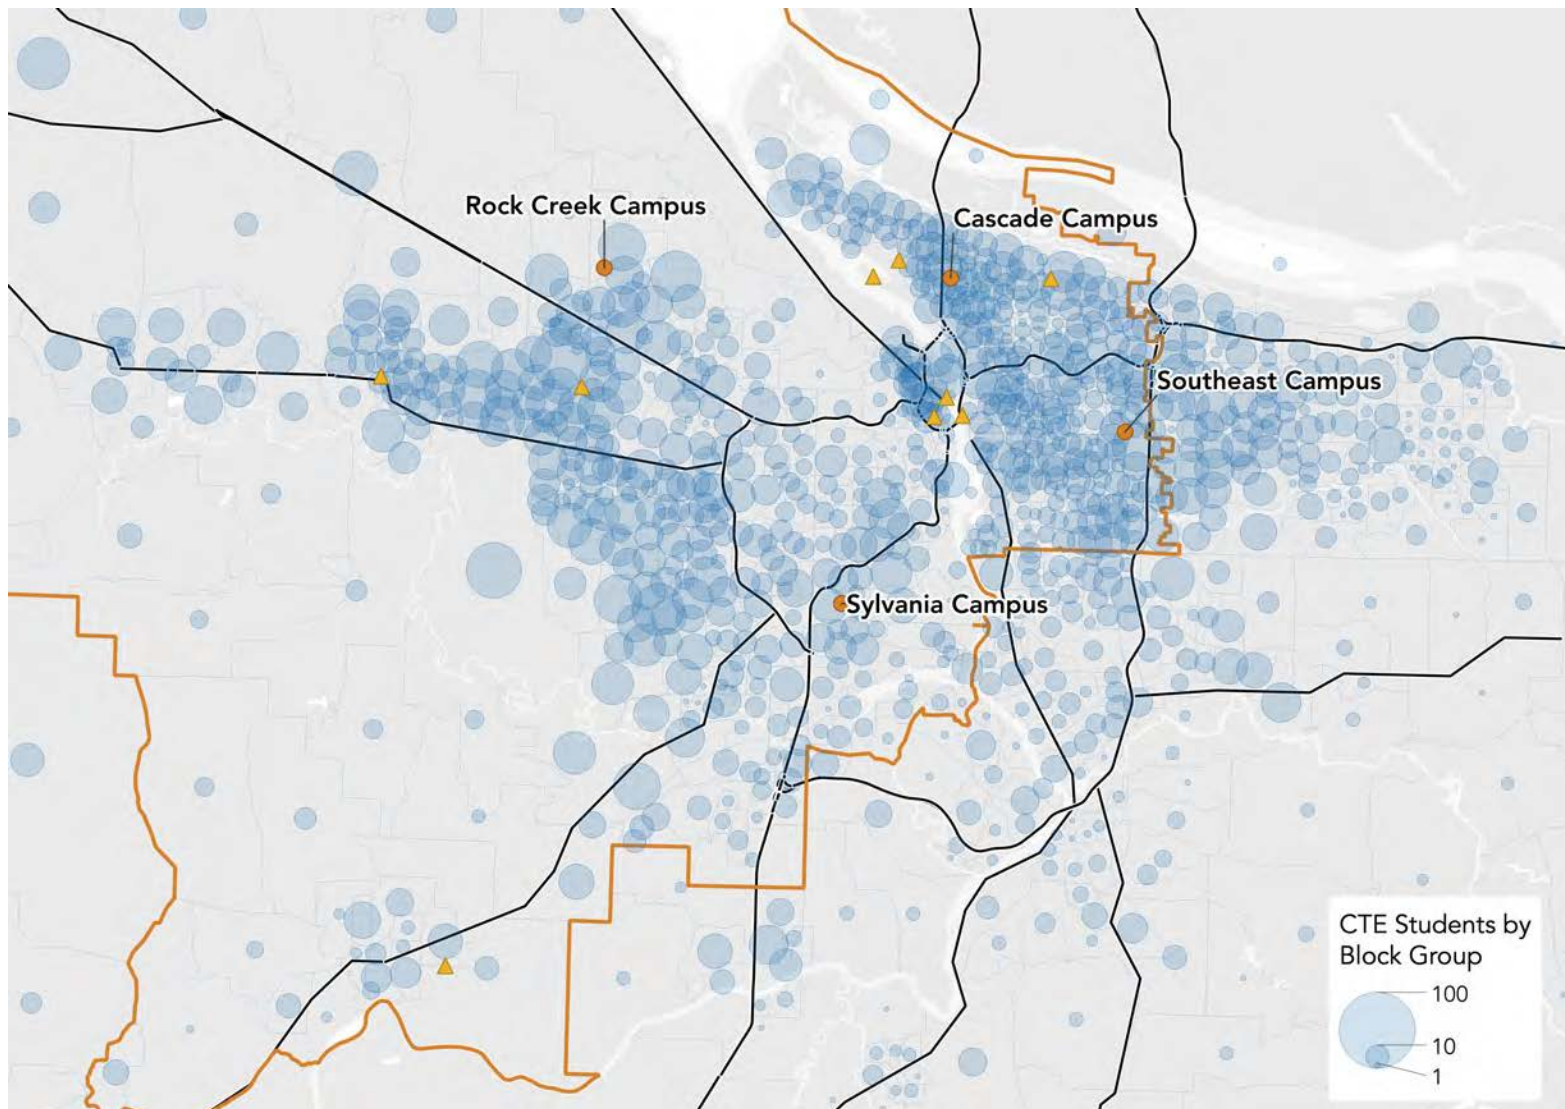 Rock Creek Campus
Cascade Campus
Southeast Campus
Sylvania Campus
CTE Students by
Block Group
100
10
1